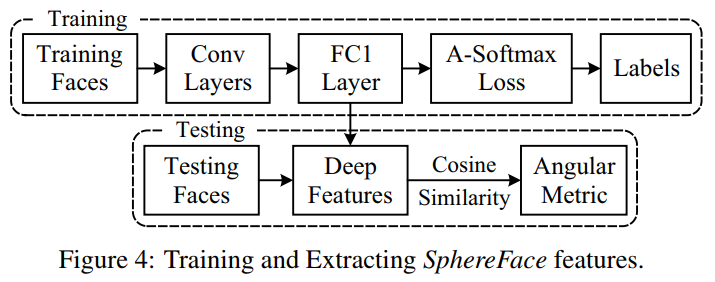 Training
Training
Faces
Conv
Layers
FC1
Layer
A-Softmax
Loss
Labels
Testing
Testing
Faces
Deep
Features
Cosine
Similarity
Angular
Metric
Figure 4: Training and Extracting SphereFace features.